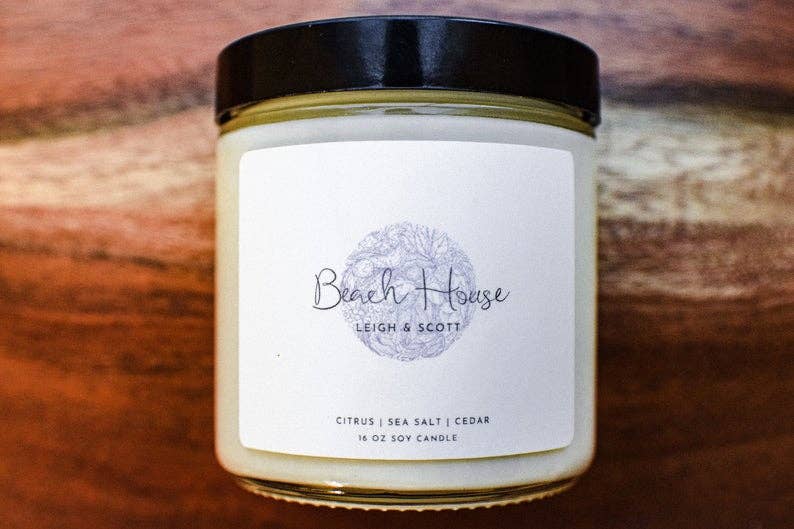 Beach House
LEIGH & SCOTT
CITRUS | SEA SALT | CEDAR
16 OZ SOY CANDLE